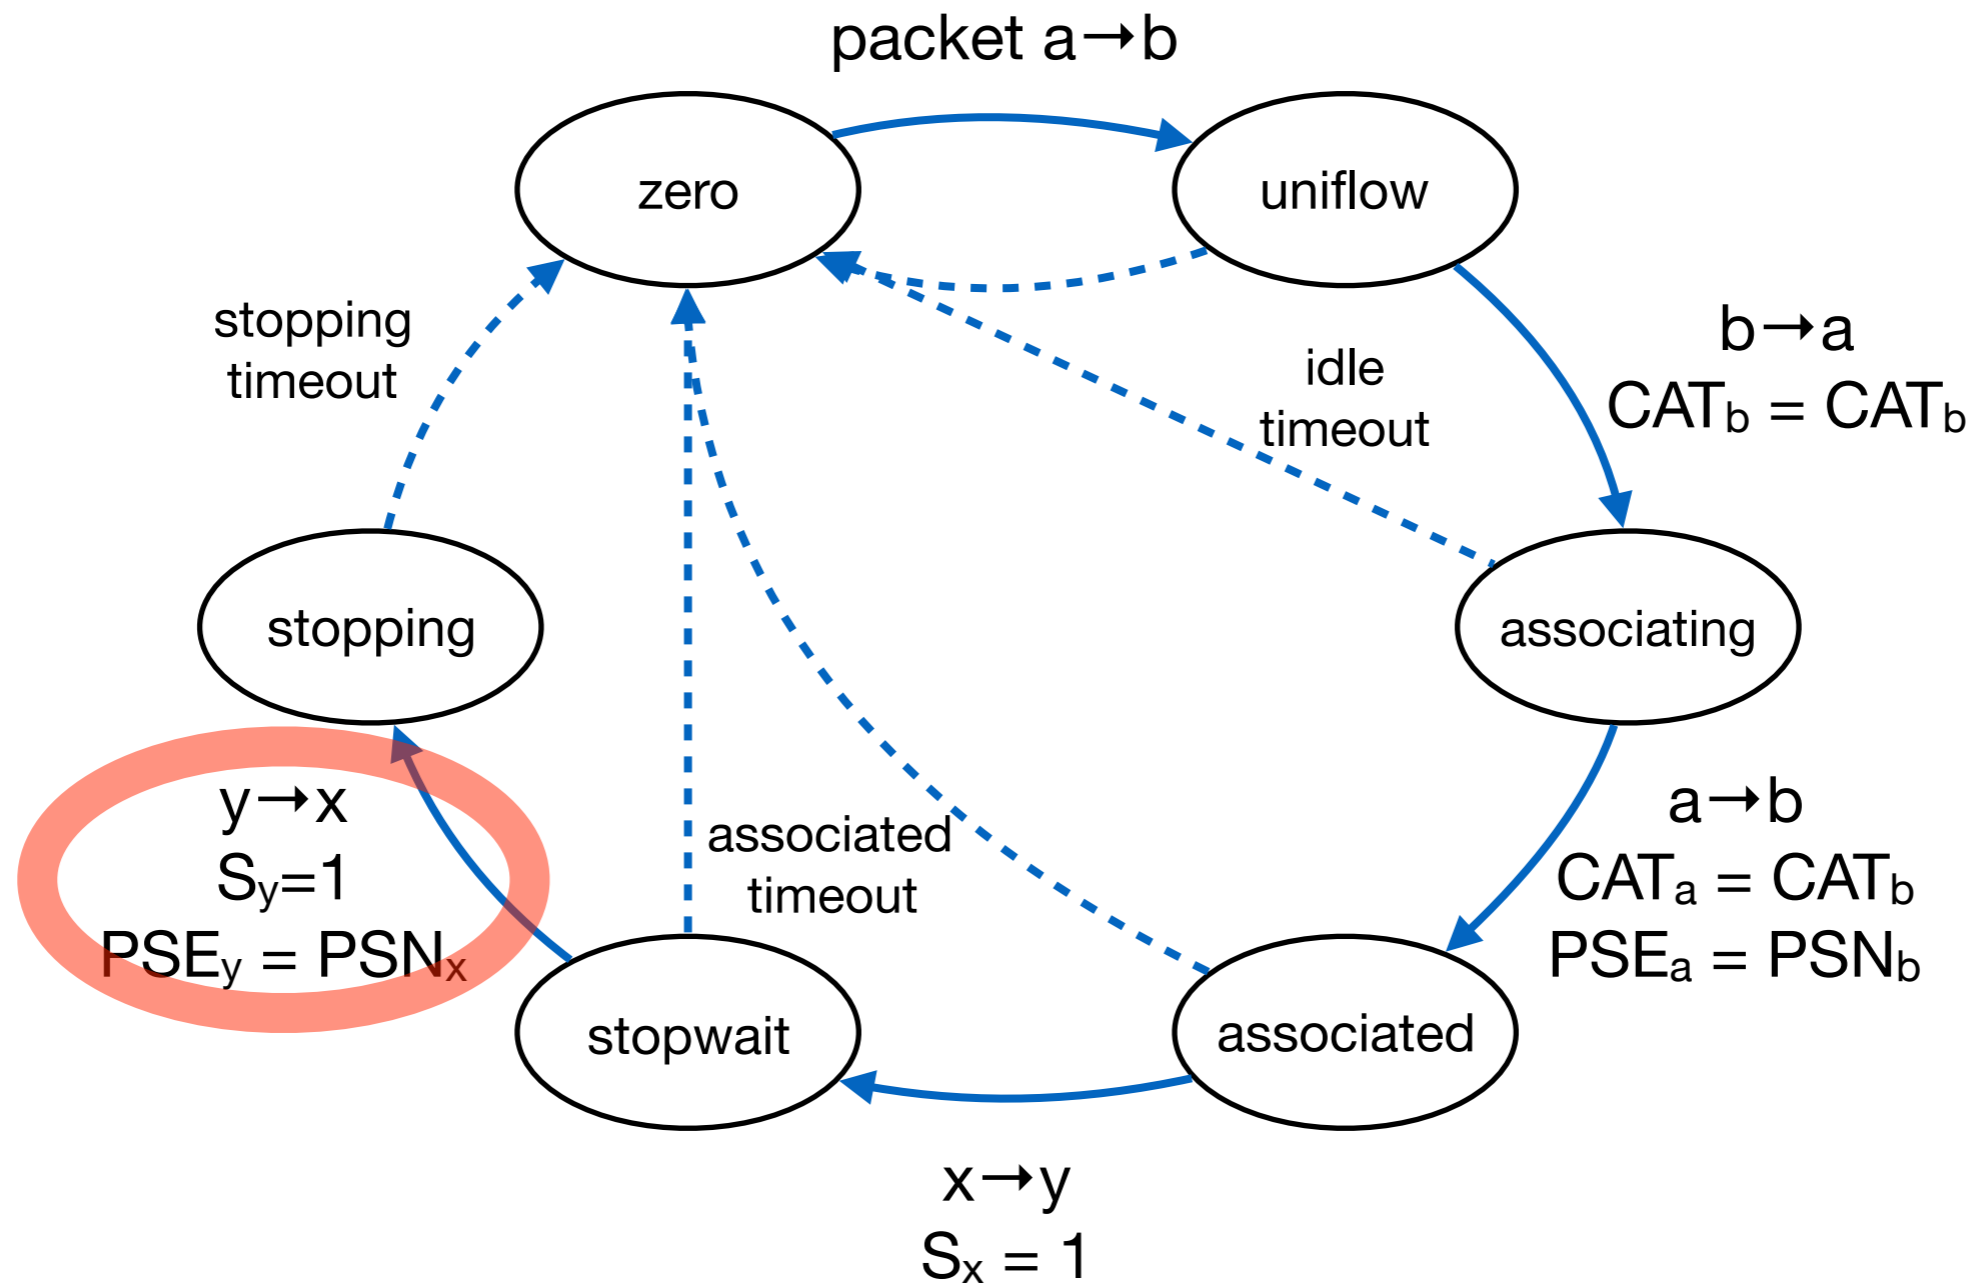 packet a→b
zero
uniflow
stopping
timeout
b→a
CATb = CATb
idle
timeout
stopping
associating
y→x
Sy=1
PSEy = PSNx
associated
timeout
a→b
CATa = CATb
PSEa = PSNb
stopwait
associated
x→y
Sx = 1